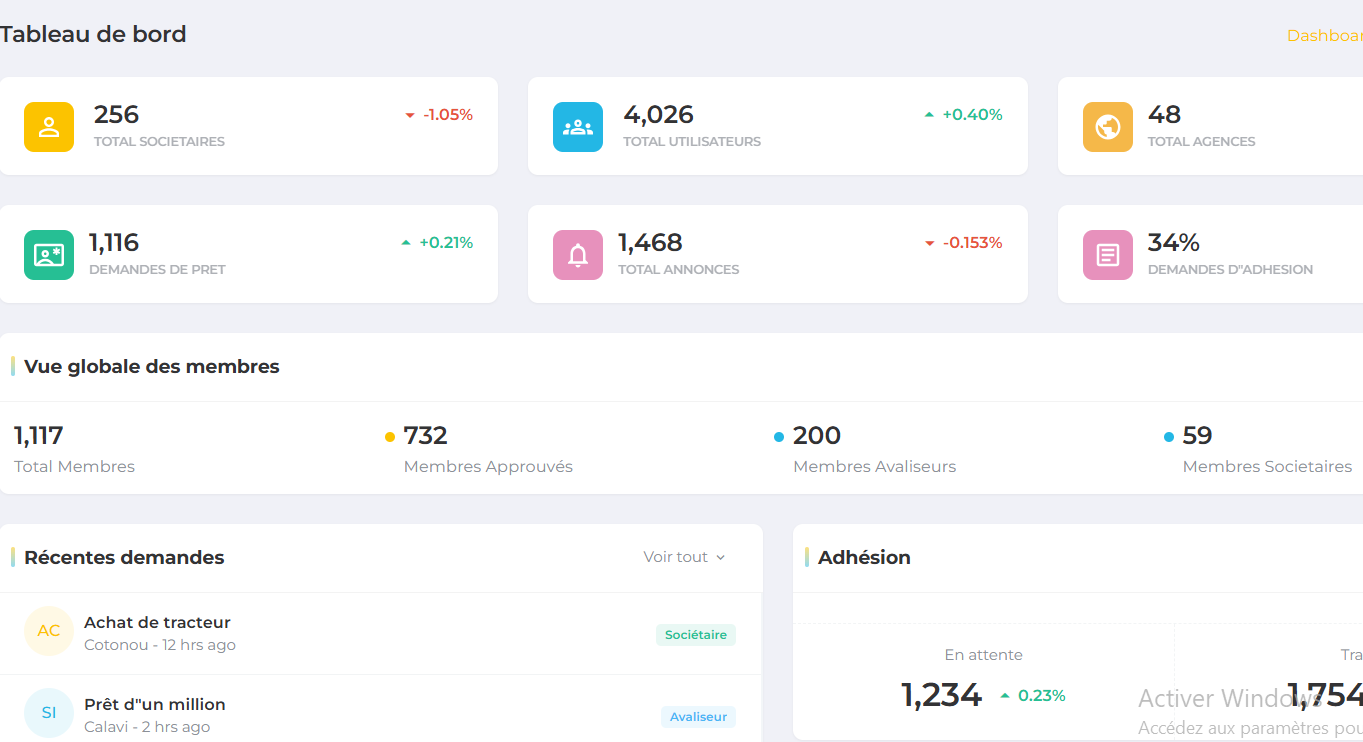 Tableau de bord
256
-1.05%
TOTAL SOCIETAIRES
4,026
+0.40%
TOTAL UTILISATEURS
48
TOTAL AGENCES
1,116
+0.21%
DEMANDES DE PRET
1,468
-0.153%
TOTAL ANNONCES
34%
DEMANDES D"ADHESION
Vue globale des membres
1,117
Total Membres
732
Membres Approuvés
200
Membres Avaliseurs
59
Membres Societaires
Récentes demandes
Voir tout
AC
Achat de tracteur
Cotonou - 12 hrs ago
Sociétaire
SI
Prêt d"un million
Calavi - 2 hrs ago
Avaliseur
Adhésion
En attente
1,234
0.23%
1,754
Activer Windows
Accédez aux paramètres